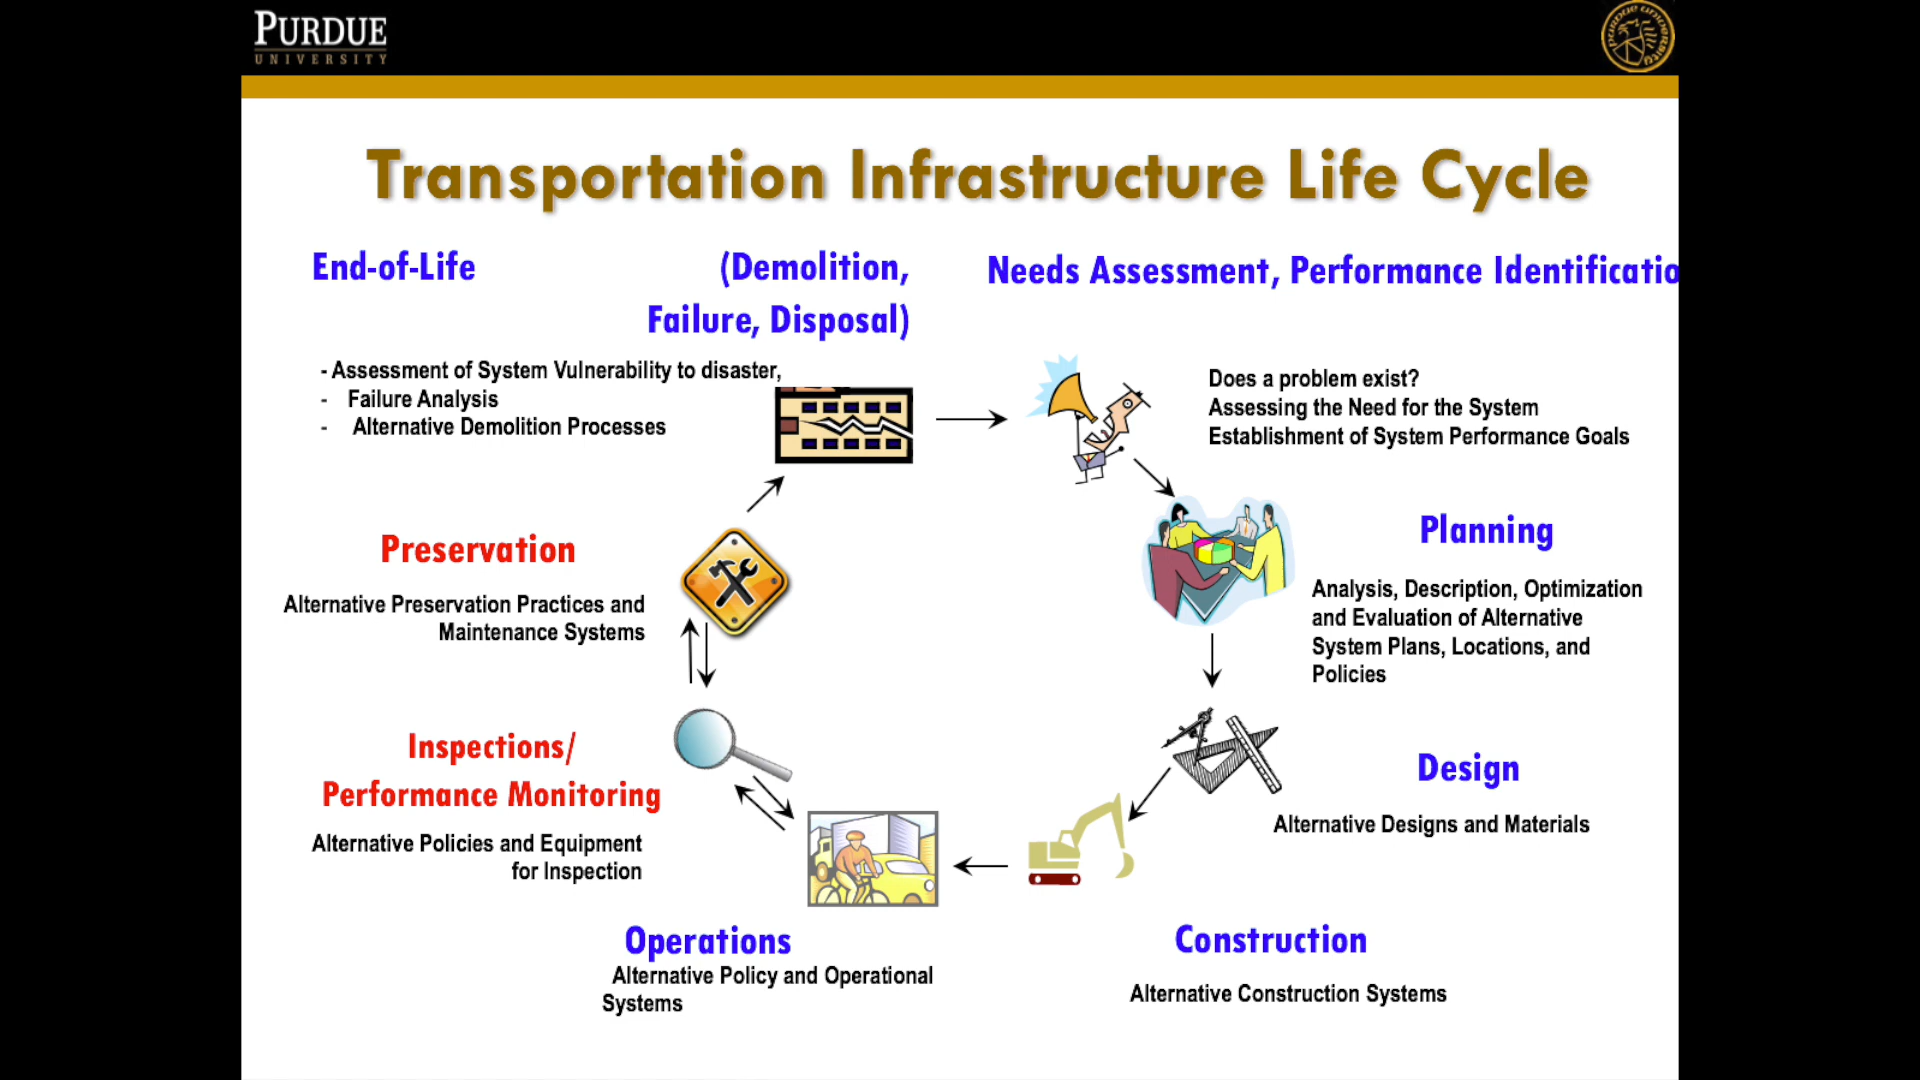 PURDUE
UNIVERSITY
Transportation Infrastructure Life Cycle
End-of-Life (Demolition,
Failure, Disposal)
- Assessment of System Vulnerability to disaster,
- Failure Analysis
- Alternative Demolition Processes
Needs Assessment, Performance Identificatio
Does a problem exist?
Assessing the Need for the System
Establishment of System Performance Goals
Planning
Analysis, Description, Optimization
and Evaluation of Alternative
System Plans, Locations, and
Policies
Design
Alternative Designs and Materials
Construction
Alternative Construction Systems
Operations
Alternative Policy and Operational
Systems
Inspections/
Performance Monitoring
Alternative Policies and Equipment
for Inspection
Preservation
Alternative Preservation Practices and
Maintenance Systems